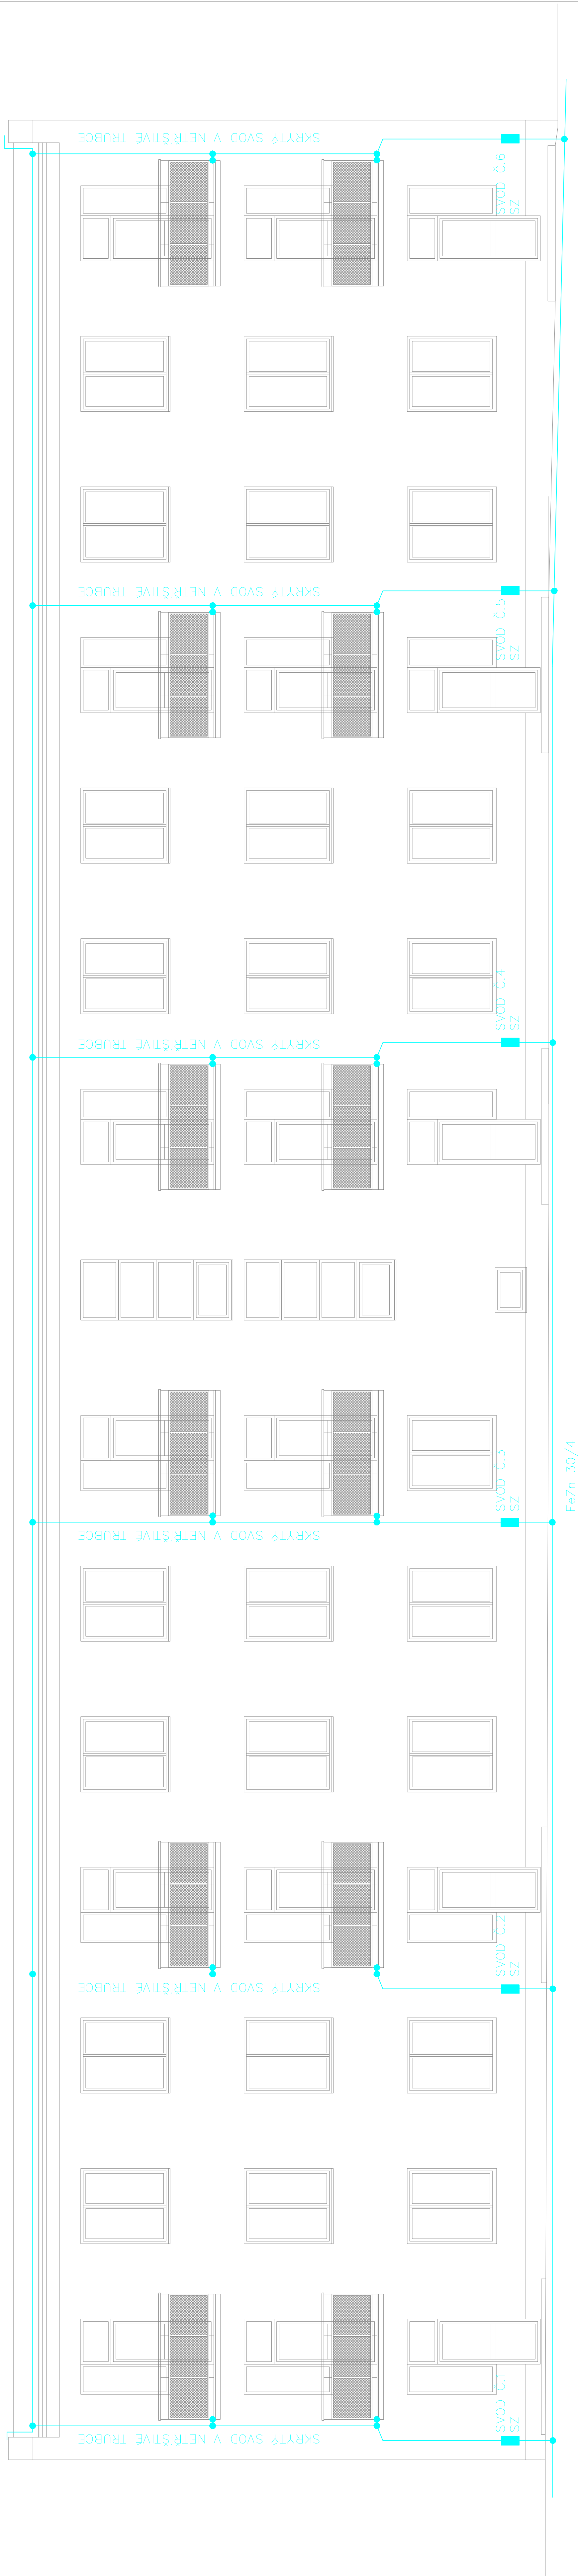 SKRYTÝ SVOD V NETŘÍŠTIVÉ TRUBCE
SVOD Č.1
SZ
SKRYTÝ SVOD V NETŘÍŠTIVÉ TRUBCE
SVOD Č.2
SZ
SKRYTÝ SVOD V NETŘÍŠTIVÉ TRUBCE
SVOD Č.3
SZ
FeZn 30/4
SKRYTÝ SVOD V NETŘÍŠTIVÉ TRUBCE
SVOD Č.4
SZ
SKRYTÝ SVOD V NETŘÍŠTIVÉ TRUBCE
SVOD Č.5
SZ
SKRYTÝ SVOD V NETŘÍŠTIVÉ TRUBCE
SVOD Č.6
SZ